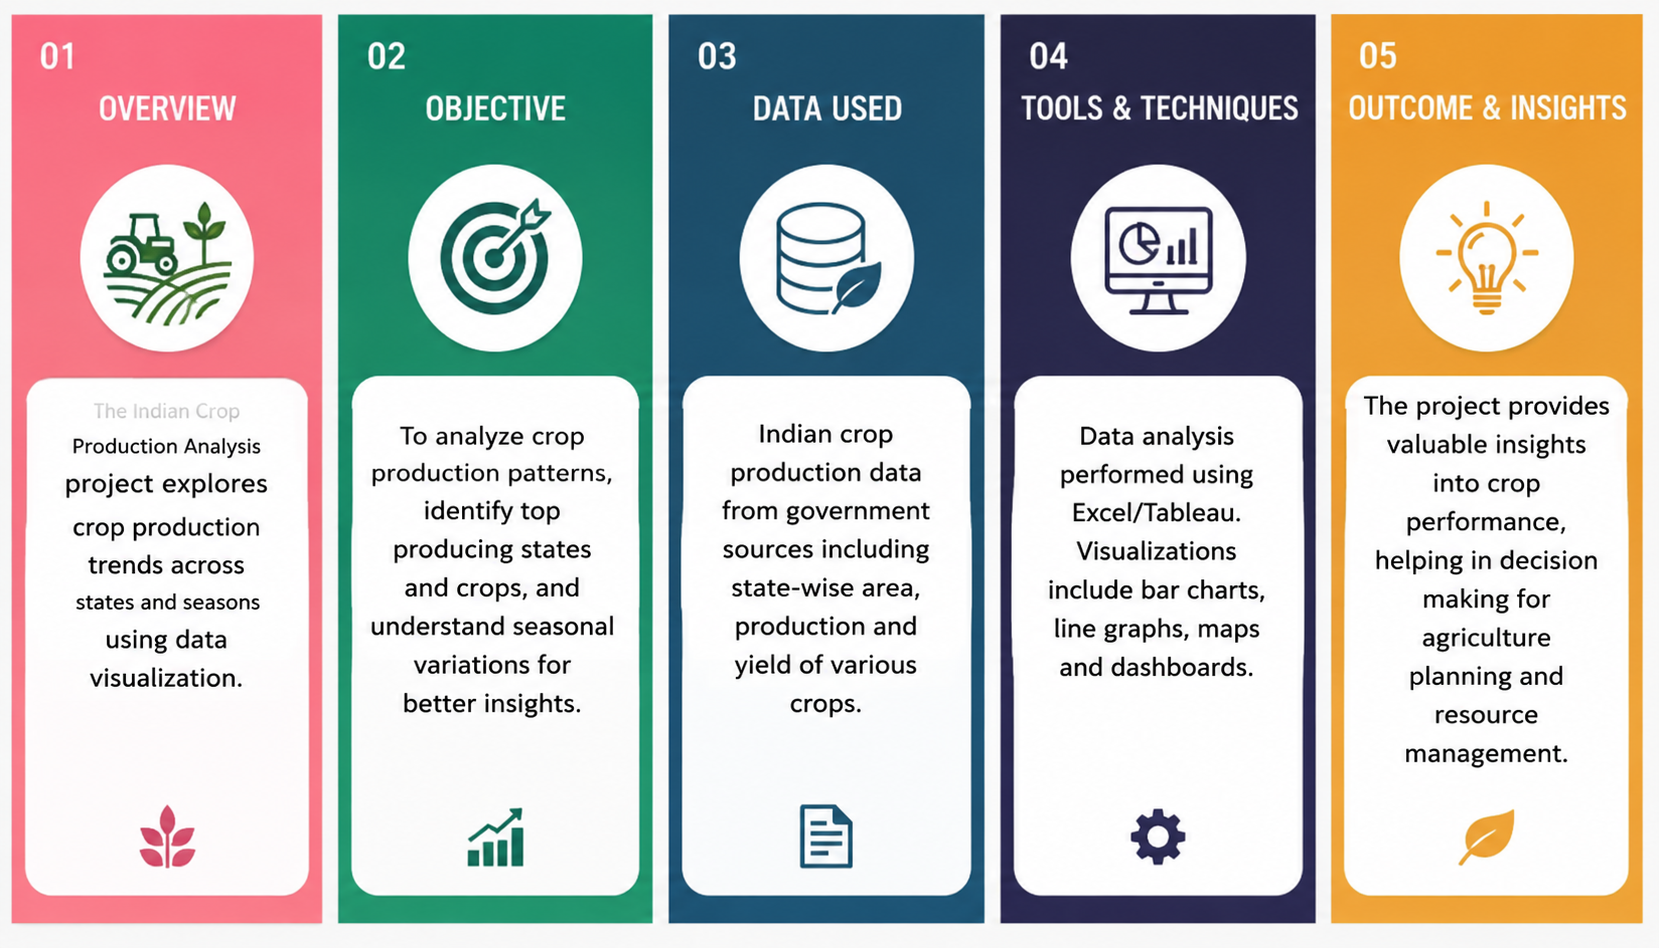 01
OVERVIEW
The Indian Crop
Production Analysis
project explores
crop production
trends across
states and seasons
using data
visualization.
02
OBJECTIVE
To analyze crop
production patterns,
identify top
producing states
and crops, and
understand seasonal
variations for
better insights.
03
DATA USED
Indian crop
production data
from government
sources including
state-wise area,
production and
yield of various
crops.
04
TOOLS & TECHNIQUES
Data analysis
performed using
Excel/Tableau.
Visualizations
include bar charts,
line graphs, maps
and dashboards.
05
OUTCOME & INSIGHTS
The project provides
valuable insights
into crop
performance,
helping in decision
making for
agriculture
planning and
resource
management.